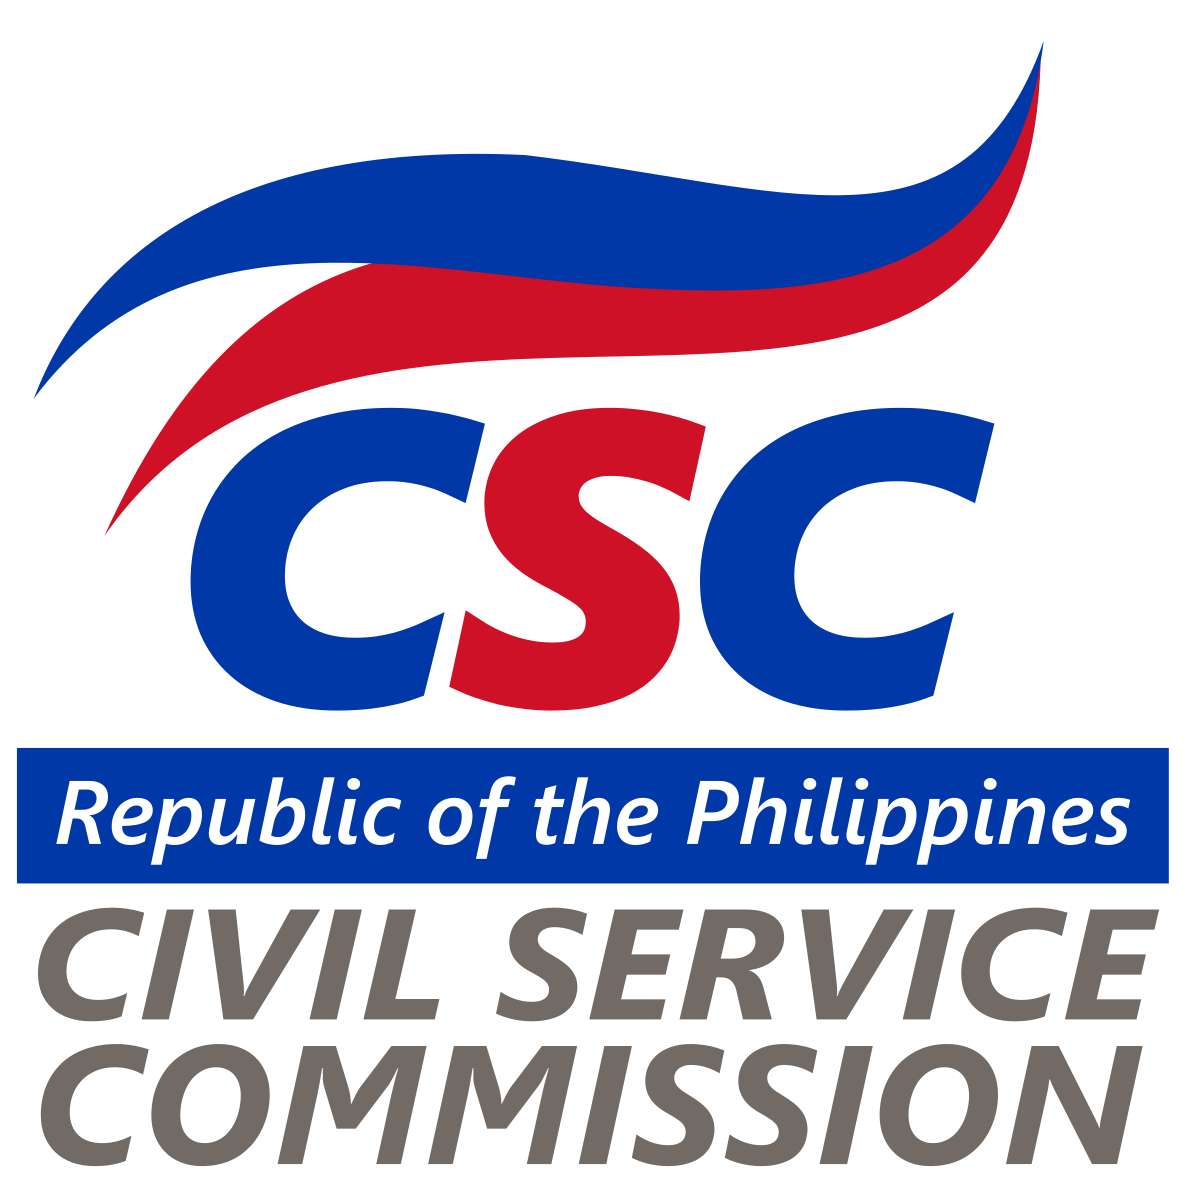 CSC
Republic of the Philippines
CIVIL SERVICE
COMMISSION